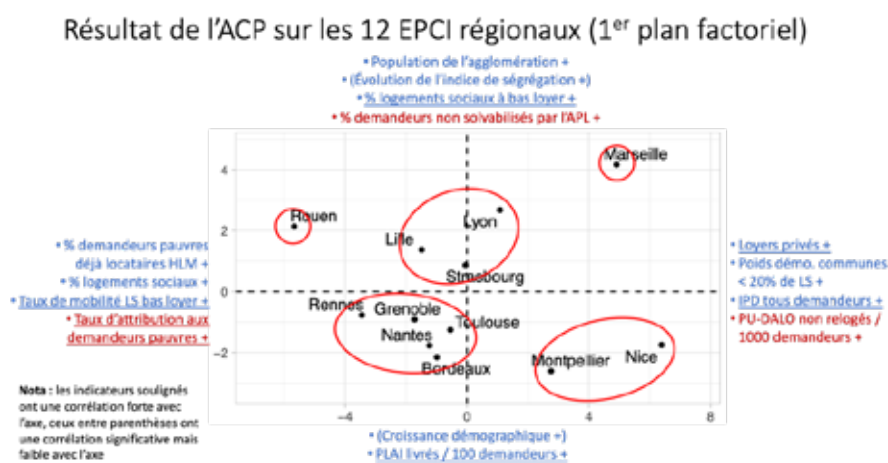 Résultat de l'ACP sur les 12 EPCI régionaux (1er plan factoriel)
• Population de l'agglomération +
• (Évolution de l'indice de ségrégation +)
• % logements sociaux à bas loyer +
• % demandeurs non solvabilisés par l'APL +
Marseille
4
Rouen
Lyon
2
Lille
Strasbourg
0
Rennes
Grenoble
Toulouse
Nantes
Bordeaux
Montpellier
Nice
−2
−4
0
4
8
• % demandeurs pauvres
déjà locataires HLM +
• % logements sociaux +
• Taux de mobilité LS bas loyer +
• Taux d'attribution aux
demandeurs pauvres +
• Loyers privés +
• Poids démo. communes
< 20% de LS +
• IPD tous demandeurs +
• PU-DALO non relogés /
1000 demandeurs +
Nota : les indicateurs soulignés
ont une corrélation forte avec
l'axe, ceux entre parenthèses ont
une corrélation significative mais
faible avec l'axe
• (Croissance démographique +)
• PLAI livrés / 100 demandeurs +